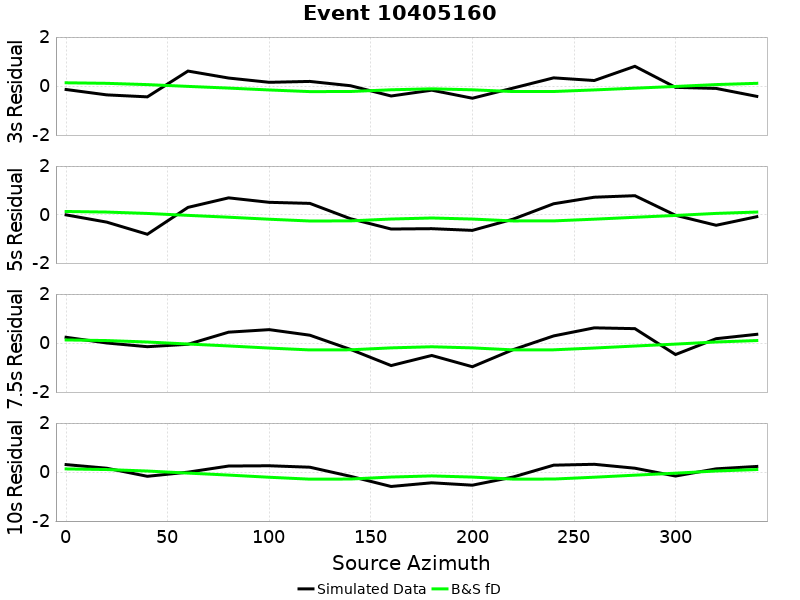 Event 10405160
3s Residual
2
0
-2
5s Residual
2
0
-2
7.5s Residual
2
0
-2
10s Residual
2
0
-2
0 50 100 150 200 250 300
Source Azimuth
Simulated Data B&S fD